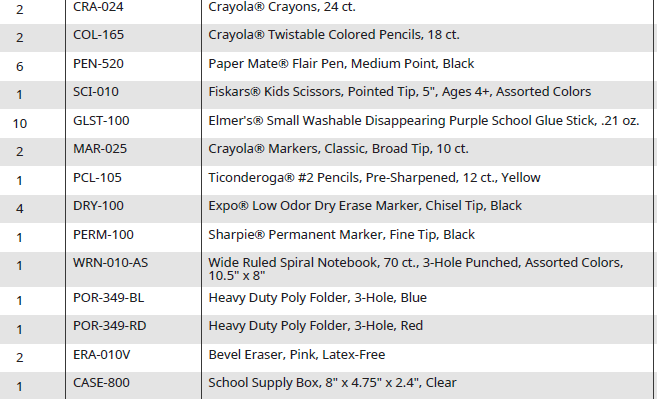 2 CRA-024 Crayola® Crayons, 24 ct.
2 COL-165 Crayola® Twistable Colored Pencils, 18 ct.
6 PEN-520 Paper Mate® Flair Pen, Medium Point, Black
1 SCI-010 Fiskars® Kids Scissors, Pointed Tip, 5", Ages 4+, Assorted Colors
10 GLST-100 Elmer's® Small Washable Disappearing Purple School Glue Stick, .21 oz.
2 MAR-025 Crayola® Markers, Classic, Broad Tip, 10 ct.
1 PCL-105 Ticonderoga® #2 Pencils, Pre-Sharpened, 12 ct., Yellow
4 DRY-100 Expo® Low Odor Dry Erase Marker, Chisel Tip, Black
1 PERM-100 Sharpie® Permanent Marker, Fine Tip, Black
1 WRN-010-AS Wide Ruled Spiral Notebook, 70 ct., 3-Hole Punched, Assorted Colors,
10.5" x 8"
1 POR-349-BL Heavy Duty Poly Folder, 3-Hole, Blue
1 POR-349-RD Heavy Duty Poly Folder, 3-Hole, Red
2 ERA-010V Bevel Eraser, Pink, Latex-Free
1 CASE-800 School Supply Box, 8" x 4.75" x 2.4", Clear